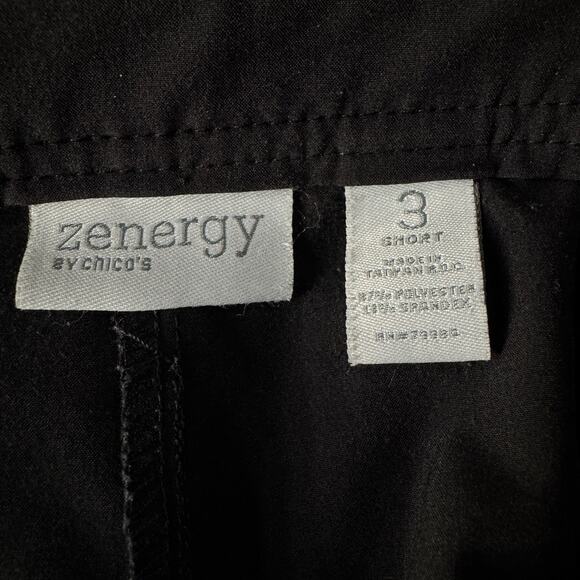 zenergy
BY CHICO'S
3
SHORT
MADE IN
TAIWAN R.O.C.
87% POLYESTER
13% SPANDEX